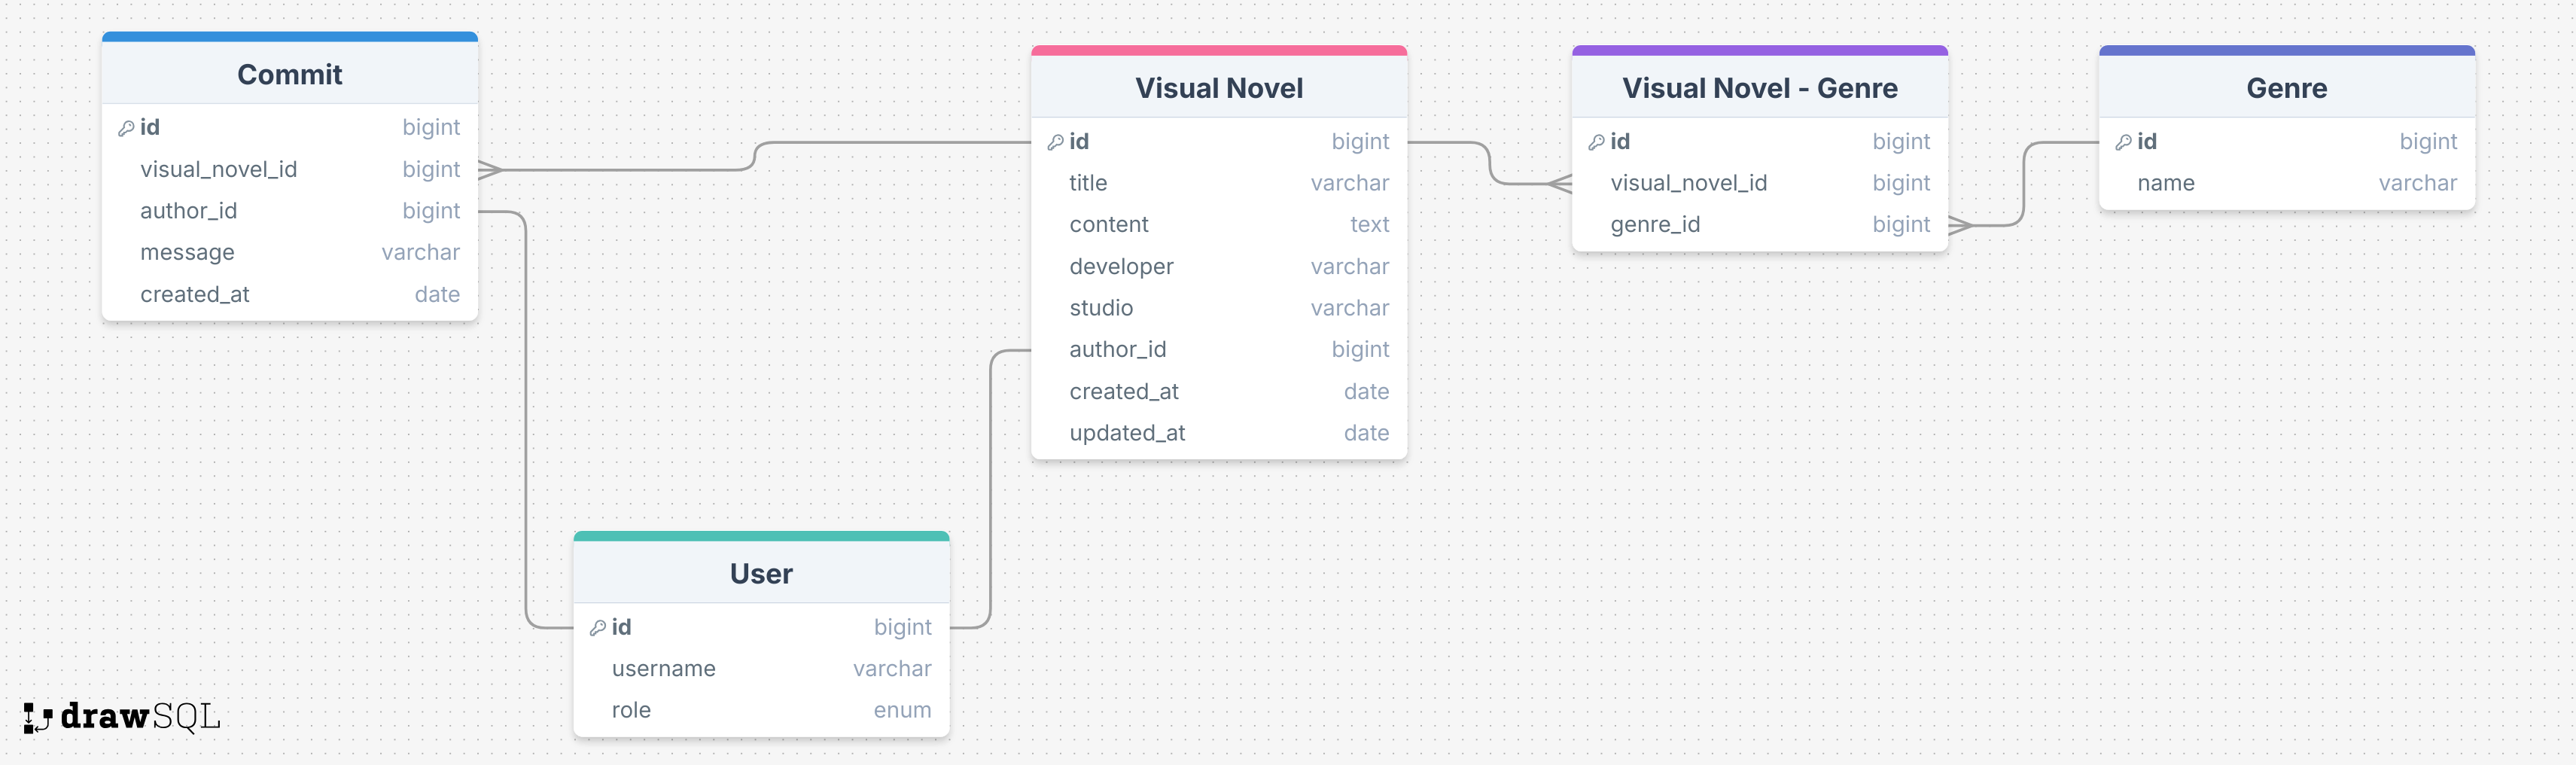 Commit
id bigint
visual_novel_id bigint
author_id bigint
message varchar
created_at date
Visual Novel
id bigint
title varchar
content text
developer varchar
studio varchar
author_id bigint
created_at date
updated_at date
Visual Novel - Genre
id bigint
visual_novel_id bigint
genre_id bigint
Genre
id bigint
name varchar
User
id bigint
username varchar
role enum
drawSQL